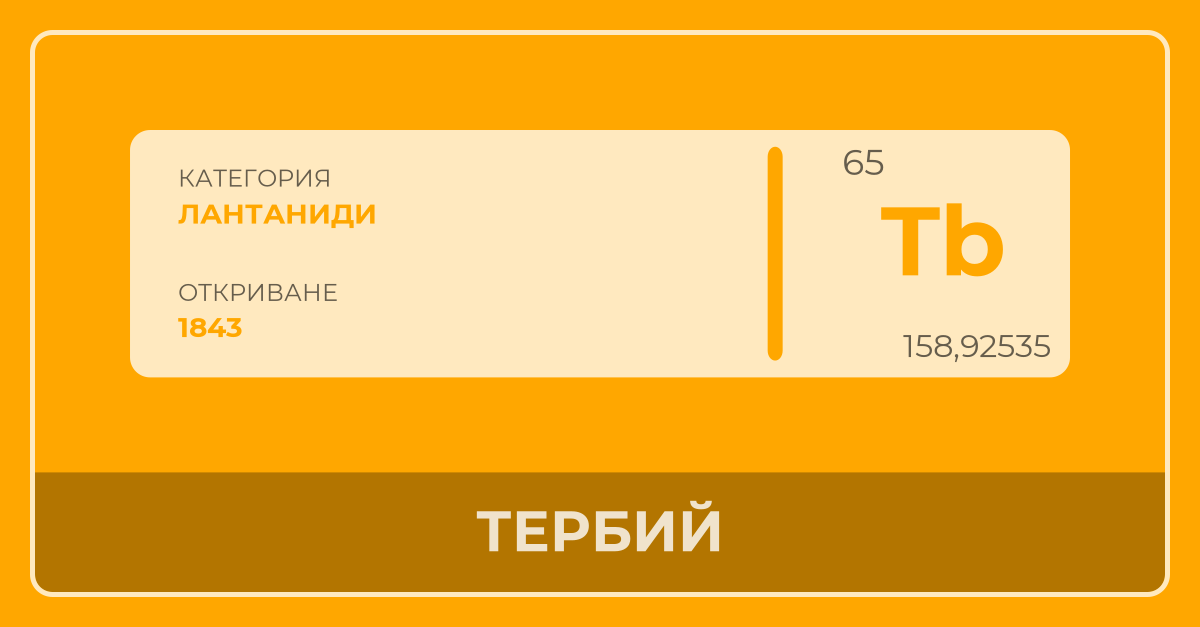 КАТЕГОРИЯ
ЛАНТАНИДИ
ОТКРИВАНЕ
1843
65
Tb
158,92535
ТЕРБИЙ